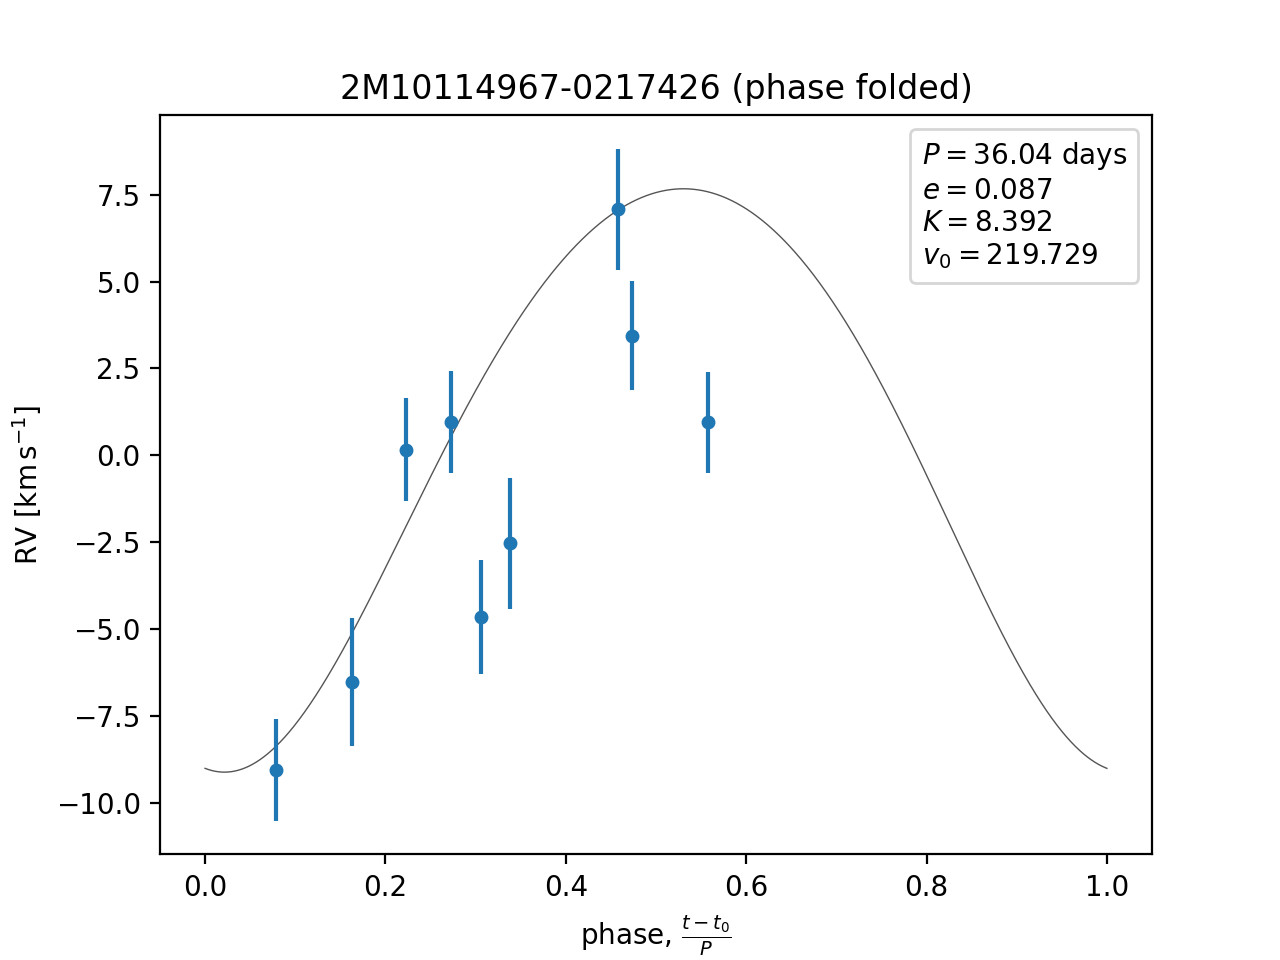 2M10114967-0217426 (phase folded)
P = 36.04 days
e = 0.087
K = 8.392
v₀ = 219.729
RV [km s⁻¹]
7.5
5.0
2.5
0.0
−2.5
−5.0
−7.5
−10.0
0.0 0.2 0.4 0.6 0.8 1.0
phase, (t − t₀)/P